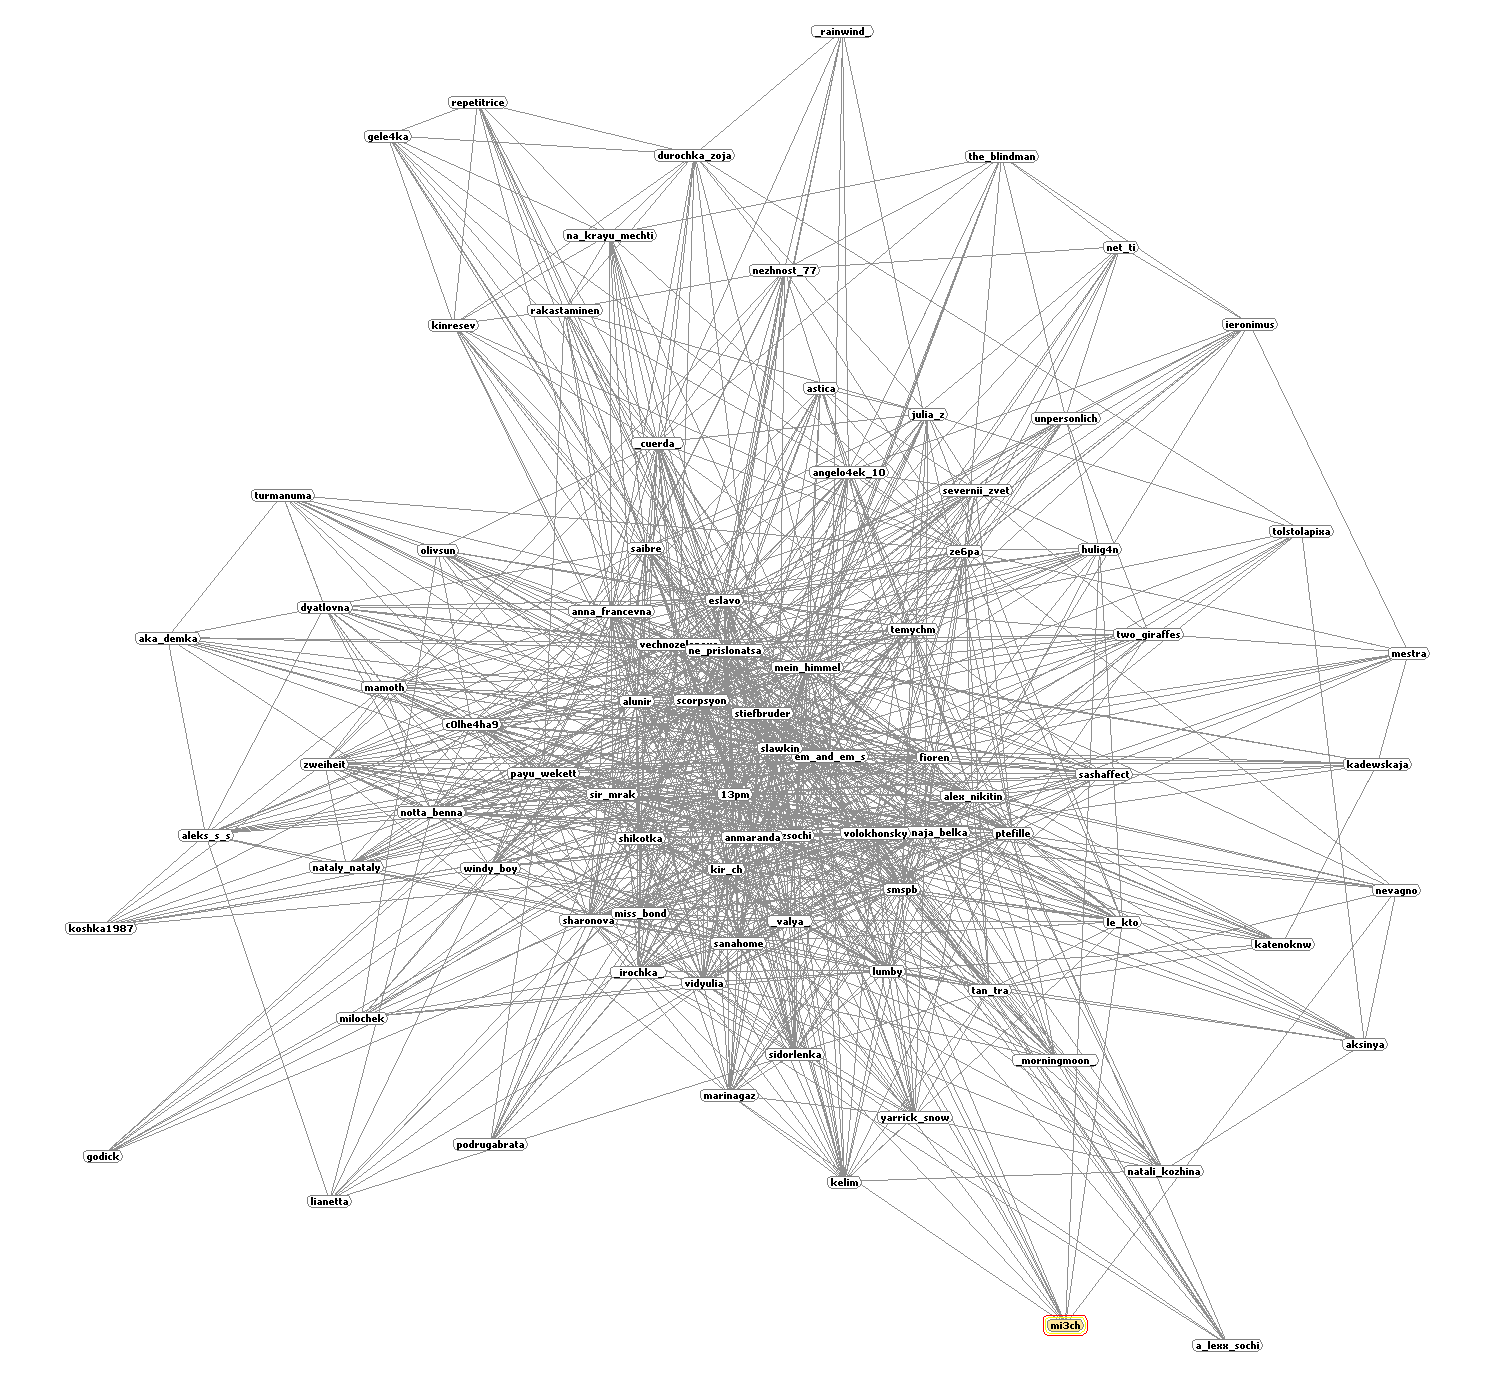 _rainwind_
repetitrice
gele4ka
durochka_zoja
the_blindman
na_krayu_mechti
net_ti
nezhnost_77
rakastaminen
kinresev
ieronimus
astica
julia_z
unpersonlich
_cuerda_
angelo4ek_10
severnii_zvet
turmanuma
tolstolapixa
olivsun
saibre
ze6pa
hulig4n
eslavo
dyatlovna
anna_francevna
temychm
two_giraffes
aka_demka
ne_prislonatsa
mestra
mein_himmel
mamoth
alunir
scorpsyon
stiefbruder
c0lhe4ha9
slawkin
em_and_em_s
fioren
zweiheit
kadewskaja
payu_wekett
sashaffect
sir_mrak
13pm
alex_nikitin
notta_benna
aleks_s_s
shikotka
anmaranda
volokhonsky
ptefille
nataly_nataly
windy_boy
kir_ch
smspb
nevagno
koshka1987
sharonova
miss_bond
_valya_
le_kto
sanahome
katenoknw
_irochka_
vidyulia
lumby
tan_tra
milochek
aksinya
sidorlenka
_morningmoon_
marinagaz
yarrick_snow
podrugabrata
godick
natali_kozhina
kelim
lianetta
mi3ch
a_lexx_sochi